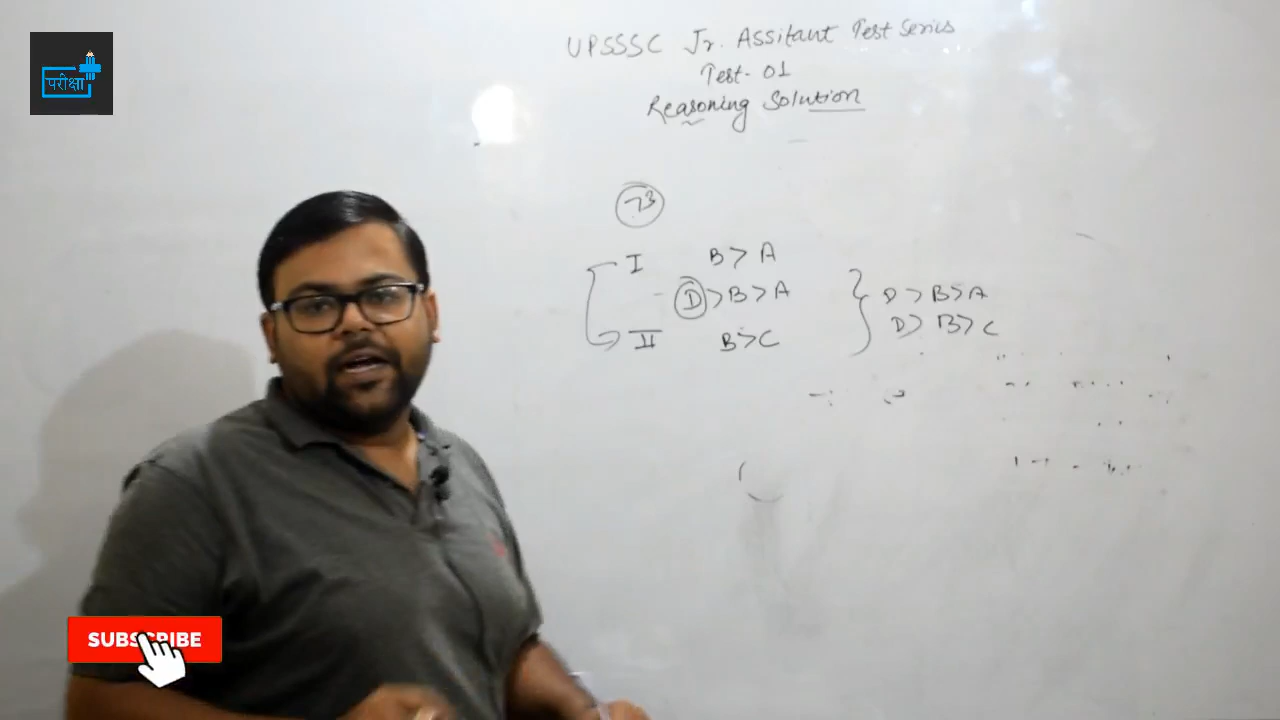 परीक्षा
UPSSSC Jr. Assitant Test Series
Test- 01
Reasoning Solution
73
I B > A
D > B > A
II B > C
D > B > A
D > B > C
SUBSCRIBE